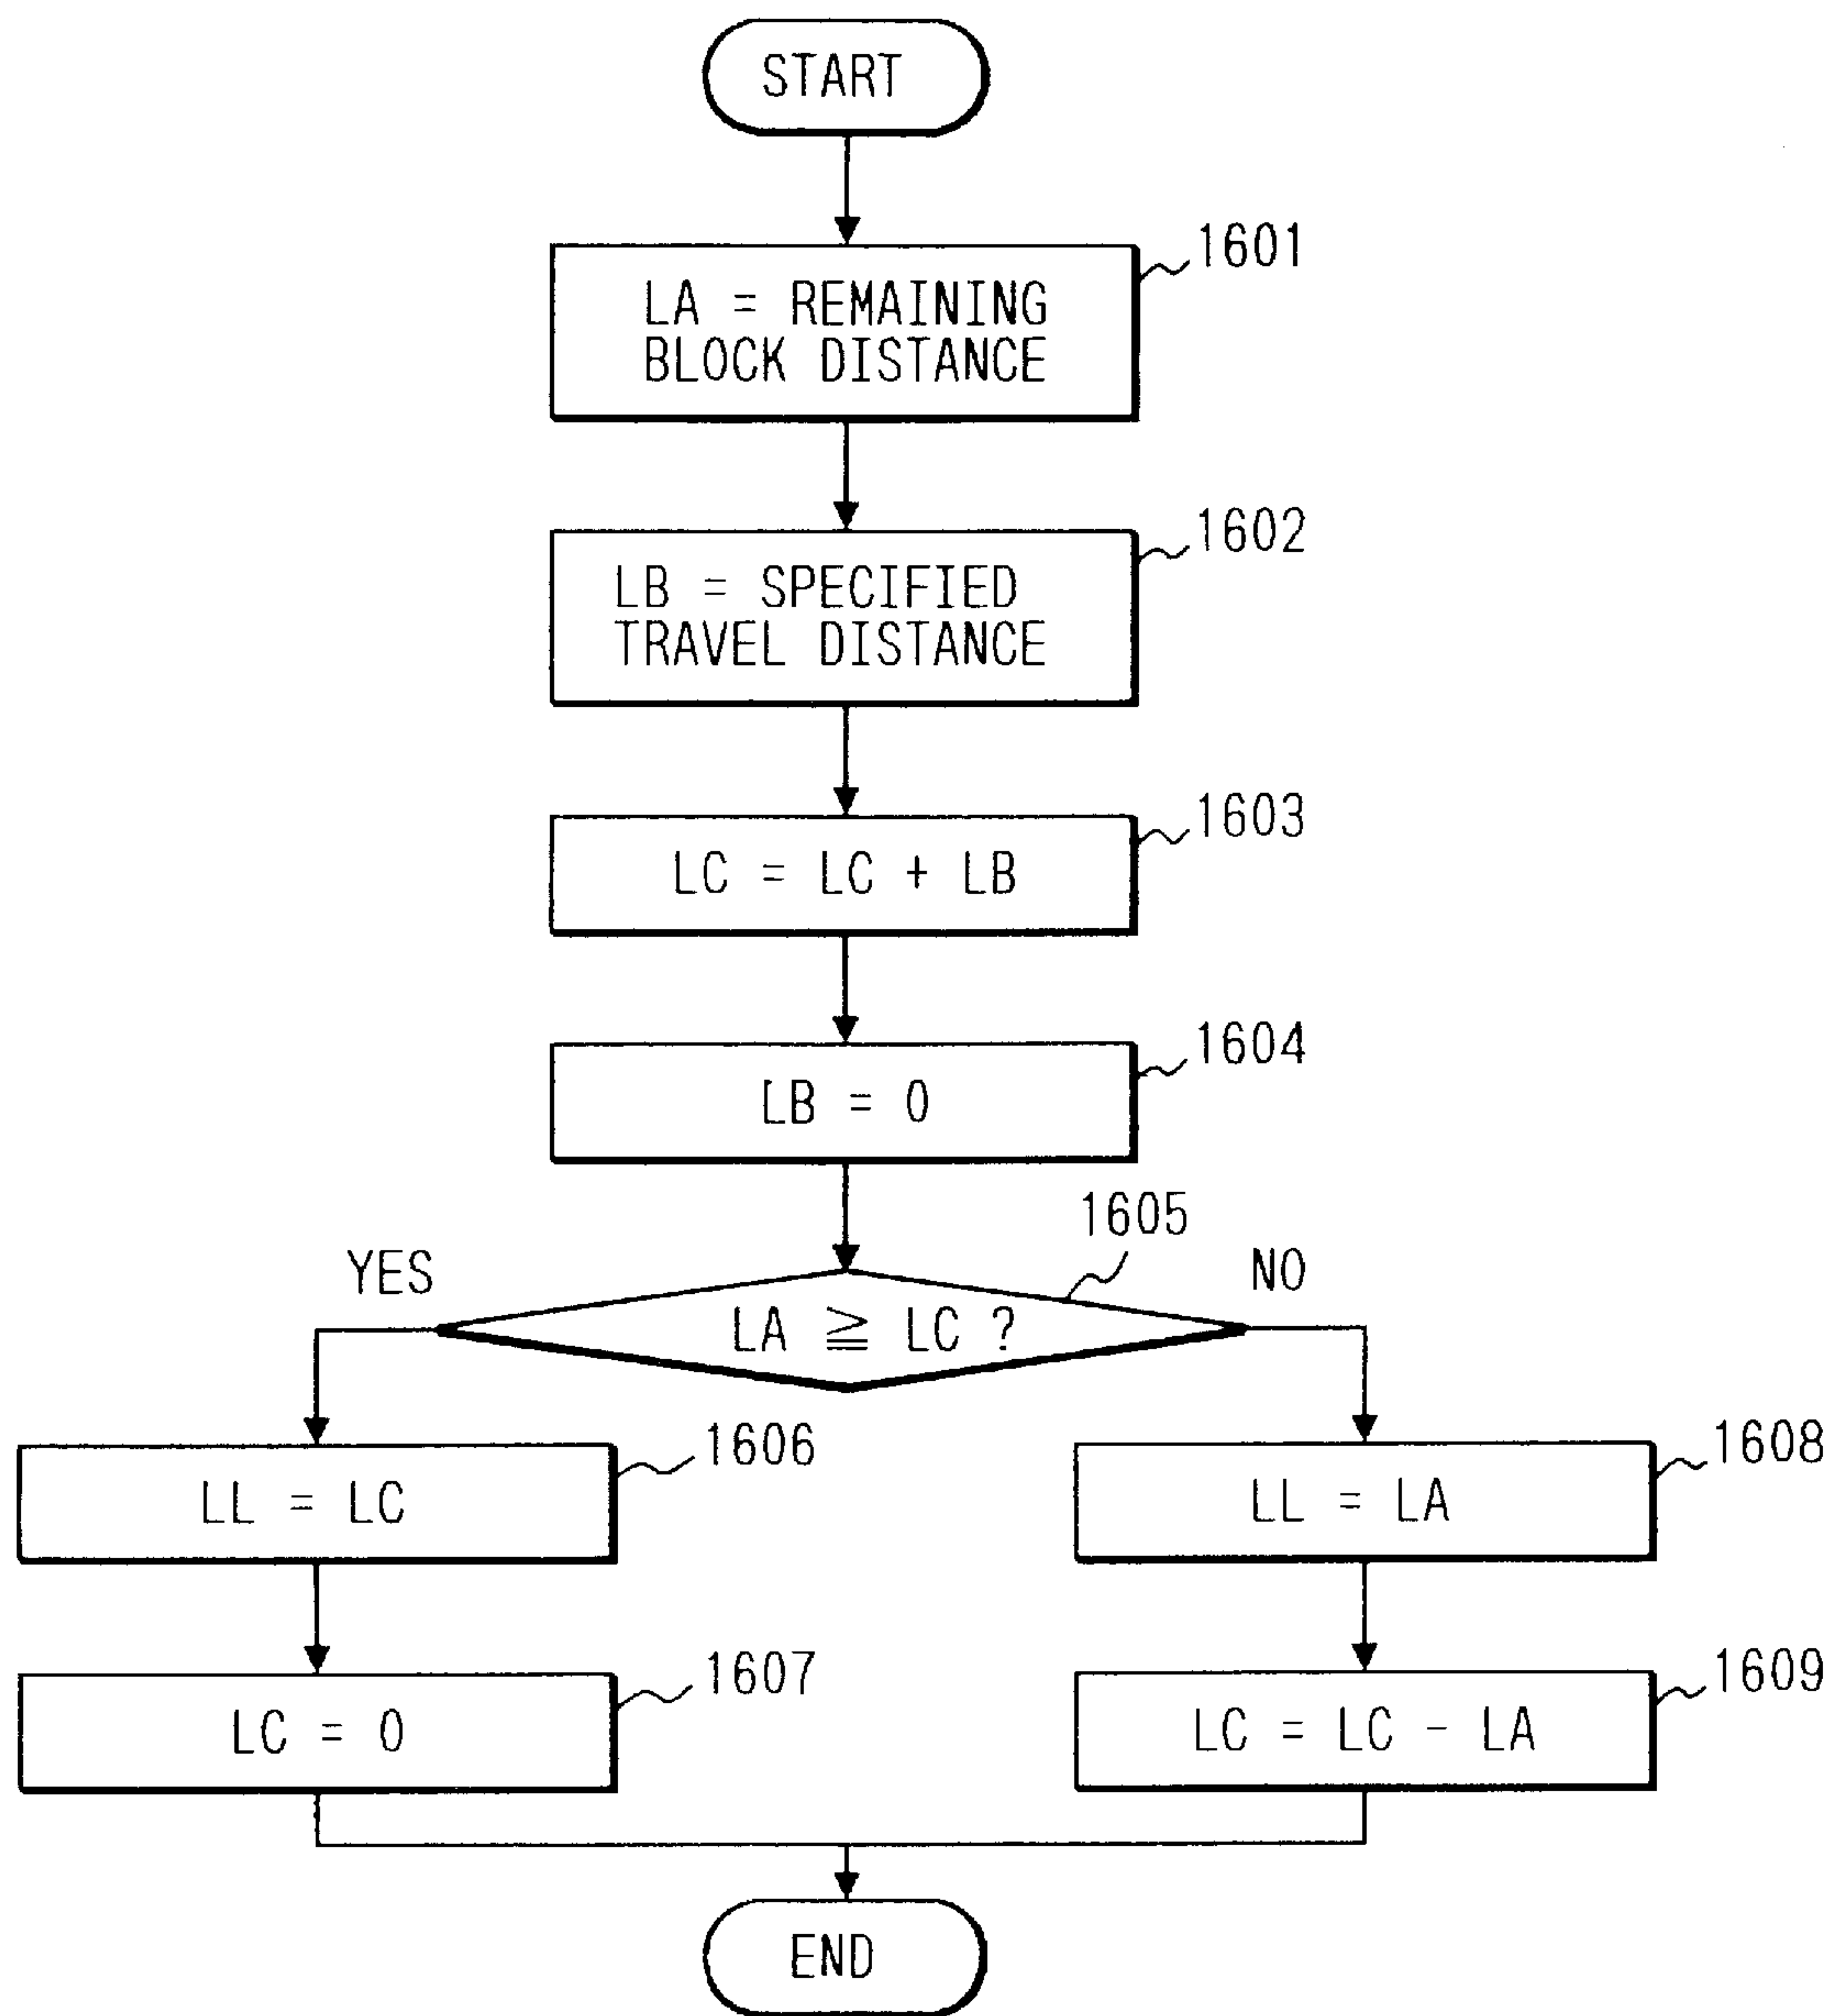 START
1601
LA = REMAINING
BLOCK DISTANCE
1602
LB = SPECIFIED
TRAVEL DISTANCE
1603
LC = LC + LB
1604
LB = 0
1605
YES
NO
LA ≧ LC ?
1606
LL = LC
1608
LL = LA
1607
LC = 0
1609
LC = LC - LA
END